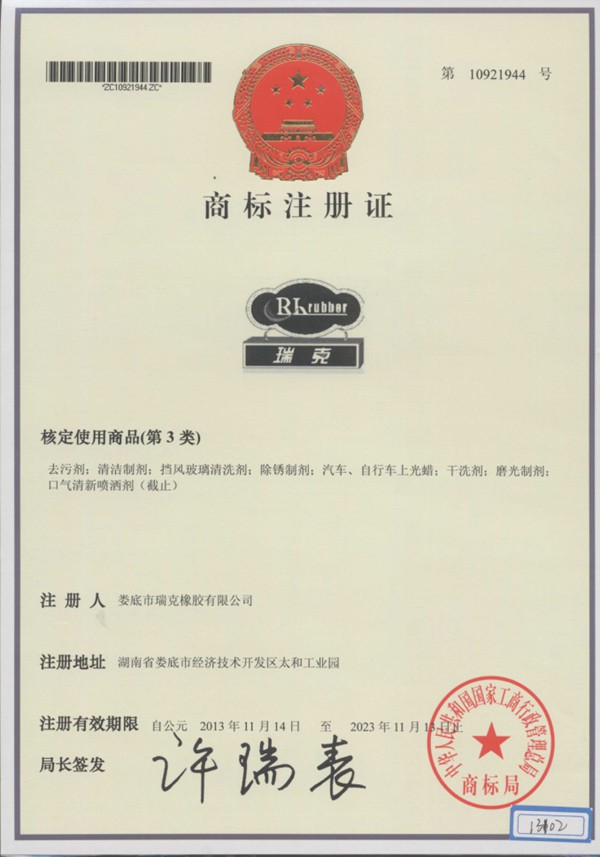 *ZC10921944ZC*
第 10921944 号
商标注册证
Rh rubber
瑞克
核定使用商品(第 3 类)
去污剂；清洁制剂；挡风玻璃清洗剂；除锈制剂；汽车、自行车上光蜡；干洗剂；磨光制剂；
口气清新喷洒剂（截止）
注册人 娄底市瑞克橡胶有限公司
注册地址 湖南省娄底市经济技术开发区太和工业园
注册有效期限 自公元 2013 年 11 月 14 日 至 2023 年 11 月 13 日止
局长签发 许瑞表
中华人民共和国国家工商行政管理总局
商标局